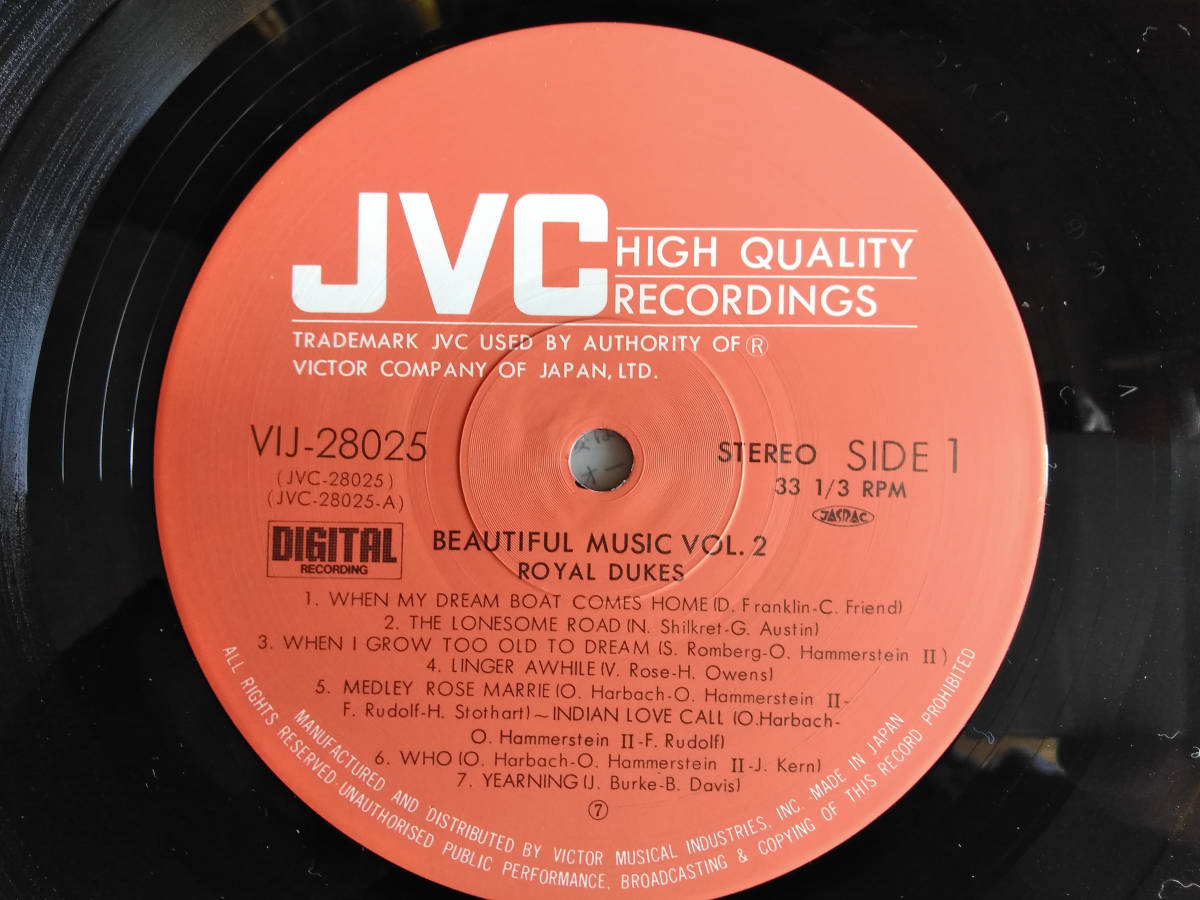 JVC HIGH QUALITY
RECORDINGS
TRADEMARK JVC USED BY AUTHORITY OF ®
VICTOR COMPANY OF JAPAN, LTD.
VIJ-28025
(JVC-28025)
(JVC-28025-A)
STEREO SIDE 1
33 1/3 RPM
JASRAC
DIGITAL
RECORDING
BEAUTIFUL MUSIC VOL. 2
ROYAL DUKES
1. WHEN MY DREAM BOAT COMES HOME (D. Franklin-C. Friend)
2. THE LONESOME ROAD (N. Shilkret-G. Austin)
3. WHEN I GROW TOO OLD TO DREAM (S. Romberg-O. Hammerstein II)
4. LINGER AWHILE (V. Rose-H. Owens)
5. MEDLEY ROSE MARRIE (O. Harbach-O. Hammerstein II-
F. Rudolf-H. Stothart)~INDIAN LOVE CALL (O.Harbach-
O. Hammerstein II-F. Rudolf)
6. WHO (O. Harbach-O. Hammerstein II-J. Kern)
7. YEARNING (J. Burke-B. Davis)
⑦
MANUFACTURED AND DISTRIBUTED BY VICTOR MUSICAL INDUSTRIES, INC. MADE IN JAPAN
ALL RIGHTS RESERVED-UNAUTHORISED PUBLIC PERFORMANCE, BROADCASTING & COPYING OF THIS RECORD PROHIBITED